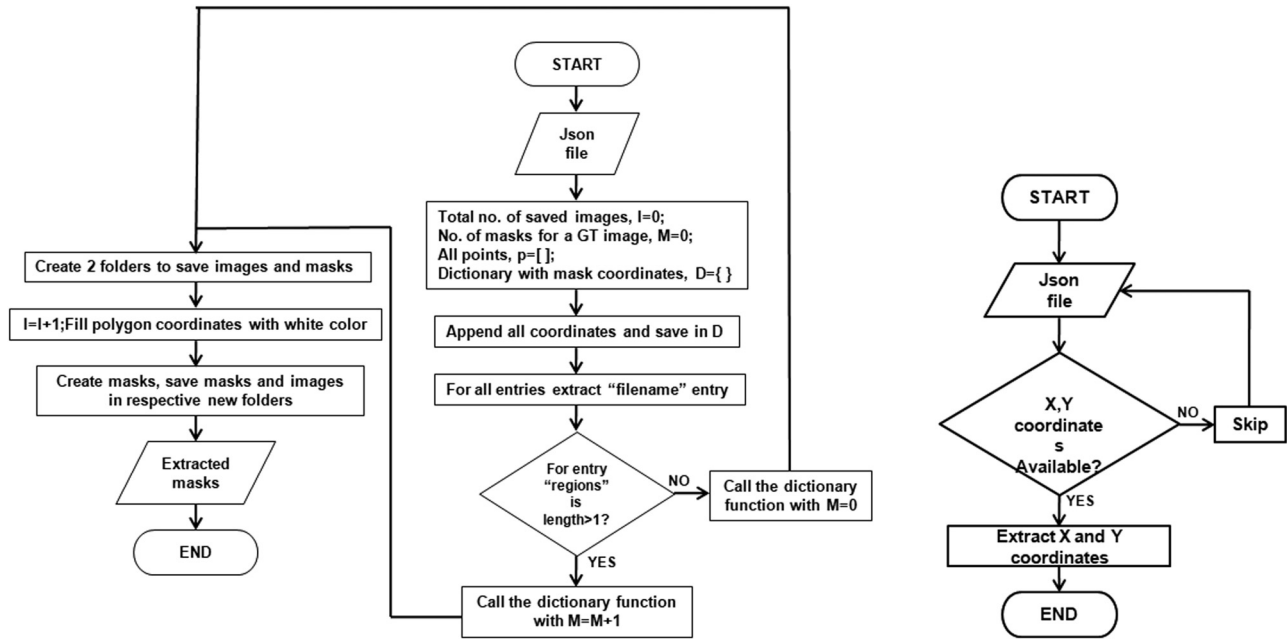 START
Json
file
Total no. of saved images, I=0;
No. of masks for a GT image, M=0;
All points, p=[ ];
Dictionary with mask coordinates, D={ }
Append all coordinates and save in D
For all entries extract “filename” entry
For entry
“regions”
is
length>1?
NO
Call the dictionary
function with M=0
YES
Call the dictionary function
with M=M+1
Create 2 folders to save images and masks
I=I+1;Fill polygon coordinates with white color
Create masks, save masks and images
in respective new folders
Extracted
masks
END
START
Json
file
X,Y
coordinate
s
Available?
NO
Skip
YES
Extract X and Y
coordinates
END